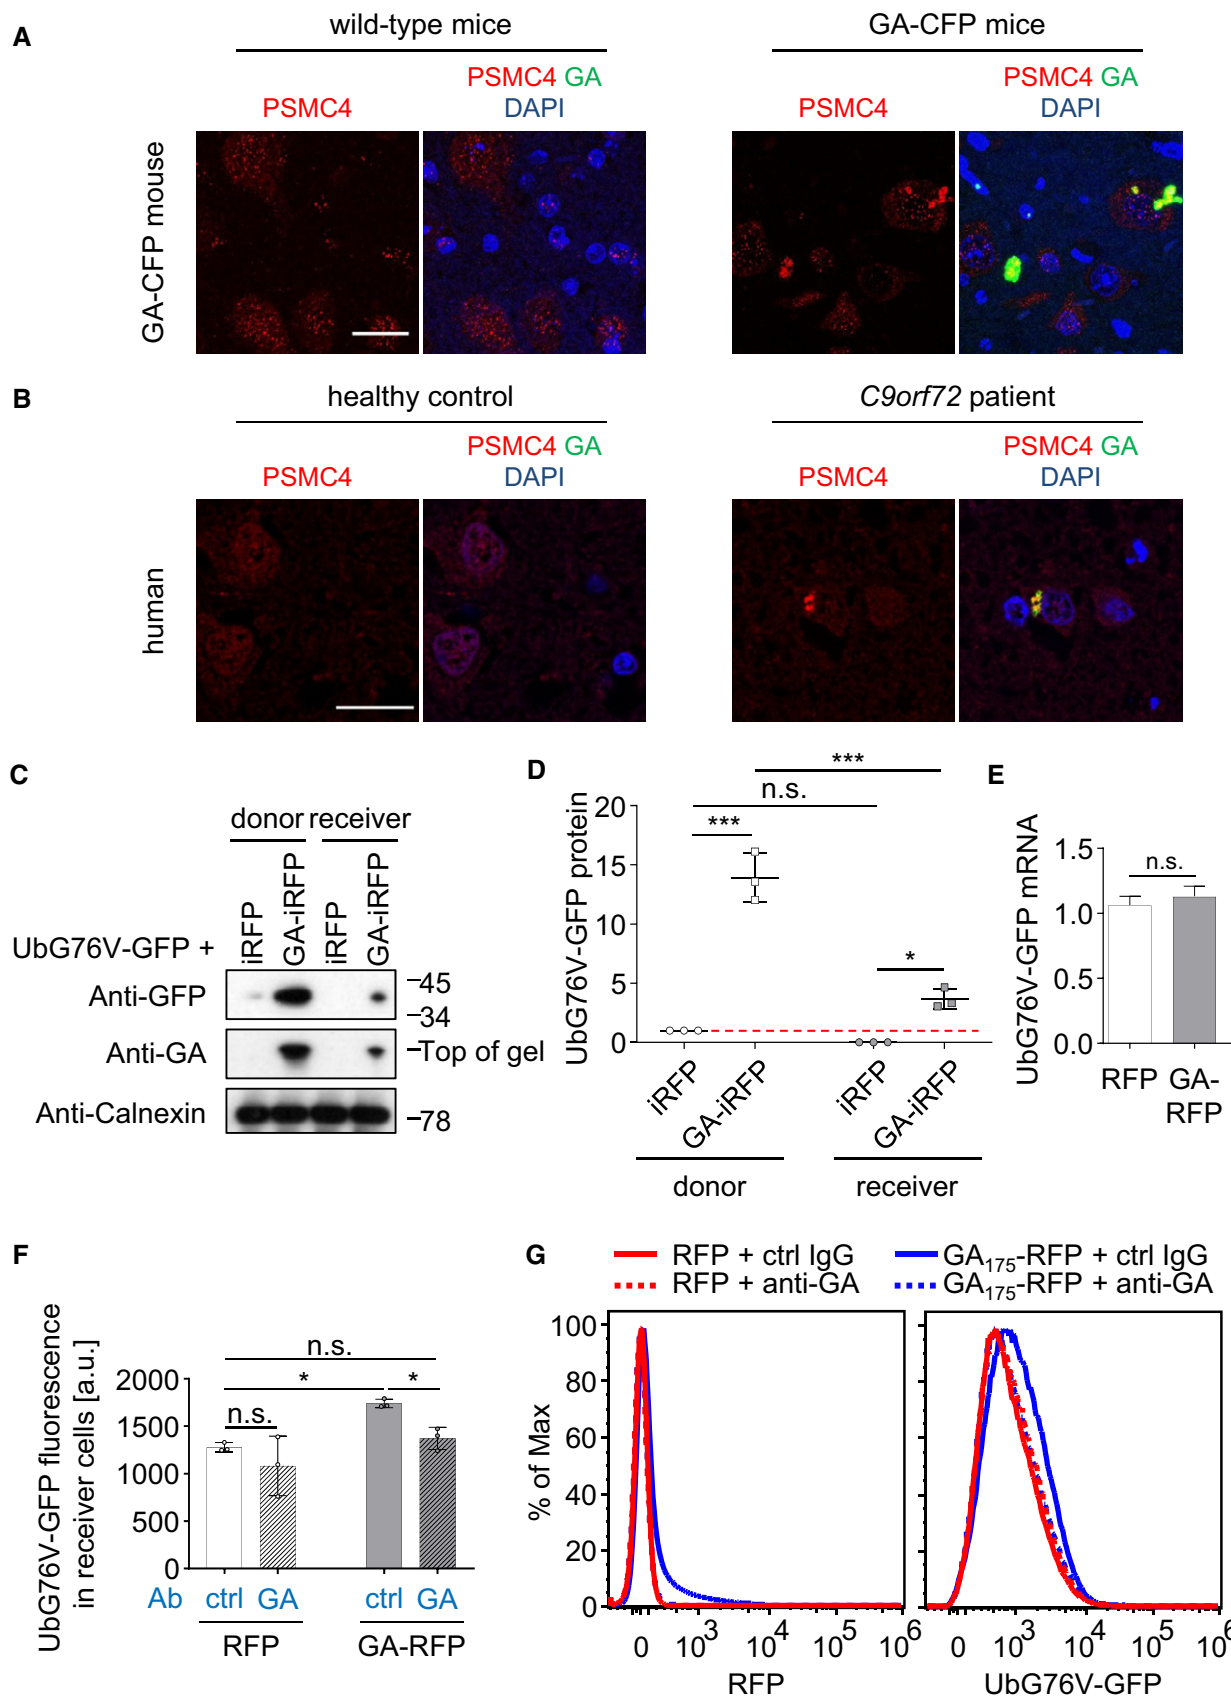 A
wild-type mice
GA-CFP mice
PSMC4
PSMC4 GA
DAPI
PSMC4
PSMC4 GA
DAPI
GA-CFP mouse
B
healthy control
C9orf72 patient
PSMC4
PSMC4 GA
DAPI
PSMC4
PSMC4 GA
DAPI
human
C
donor receiver
UbG76V-GFP +
iRFP
GA-iRFP
iRFP
GA-iRFP
Anti-GFP
45
34
Anti-GA
Top of gel
Anti-Calnexin
78
D
UbG76V-GFP protein
20
15
10
5
0
***
n.s.
***
*
iRFP
GA-iRFP
iRFP
GA-iRFP
donor
receiver
E
UbG76V-GFP mRNA
1.5
1.0
0.5
0.0
n.s.
RFP
GA-
RFP
F
UbG76V-GFP fluorescence
in receiver cells [a.u.]
2000
1500
1000
500
0
n.s.
*
*
n.s.
Ab
ctrl
GA
ctrl
GA
RFP
GA-RFP
G
RFP + ctrl IgG
RFP + anti-GA
GA₁₇₅-RFP + ctrl IgG
GA₁₇₅-RFP + anti-GA
% of Max
100
80
60
40
20
0
0 10³ 10⁴ 10⁵ 10⁶
RFP
0 10³ 10⁴ 10⁵ 10⁶
UbG76V-GFP